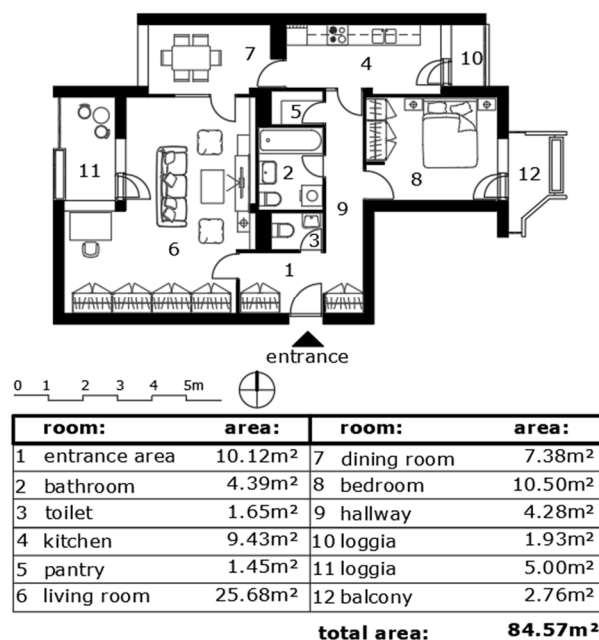 7
4
10
5
11
2
8
12
9
6
3
1
entrance
0 1 2 3 4 5m
room: area: room: area:
1 entrance area 10.12m² 7 dining room 7.38m²
2 bathroom 4.39m² 8 bedroom 10.50m²
3 toilet 1.65m² 9 hallway 4.28m²
4 kitchen 9.43m² 10 loggia 1.93m²
5 pantry 1.45m² 11 loggia 5.00m²
6 living room 25.68m² 12 balcony 2.76m²
total area: 84.57m²